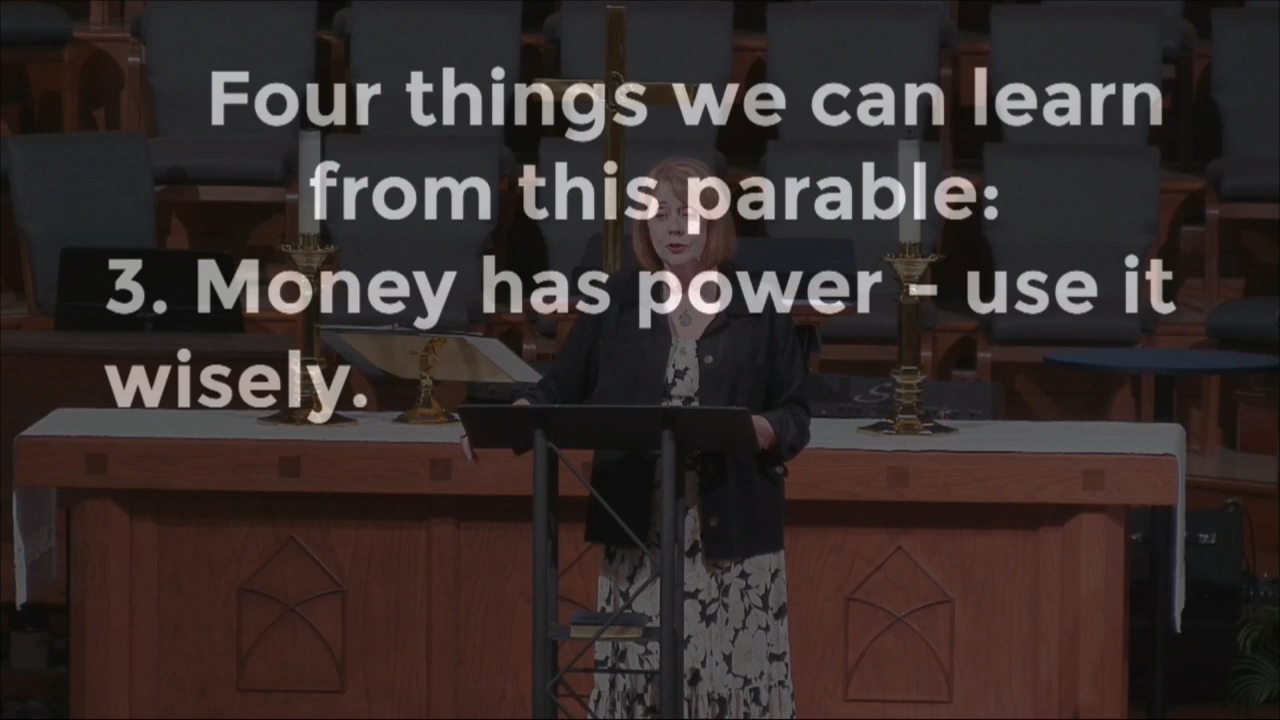 Four things we can learn
from this parable:
3. Money has power - use it
wisely.